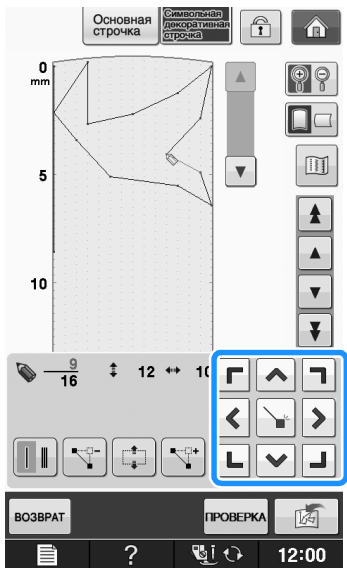 Основная
строчка
Символьная
декоративная
строчка
0
mm
5
10
9
16
12
10
ВОЗВРАТ
ПРОВЕРКА
?
12:00